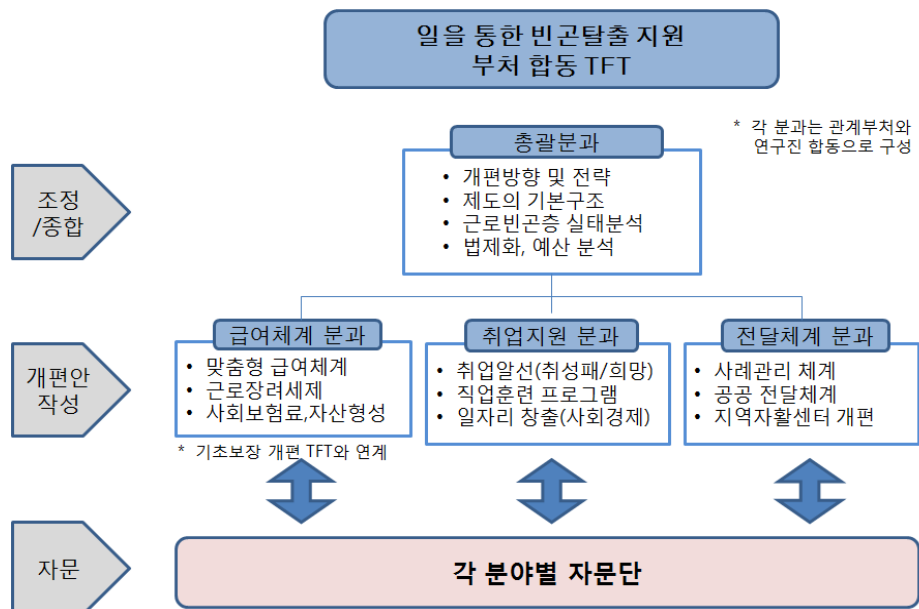 일을 통한 빈곤탈출 지원
부처 합동 TFT
* 각 분과는 관계부처와
연구진 합동으로 구성
조정
/종합
총괄분과
• 개편방향 및 전략
• 제도의 기본구조
• 근로빈곤층 실태분석
• 법제화, 예산 분석
개편안
작성
급여체계 분과
• 맞춤형 급여체계
• 근로장려세제
• 사회보험료,자산형성
* 기초보장 개편 TFT와 연계
취업지원 분과
• 취업알선(취성패/희망)
• 직업훈련 프로그램
• 일자리 창출(사회경제)
전달체계 분과
• 사례관리 체계
• 공공 전달체계
• 지역자활센터 개편
자문
각 분야별 자문단